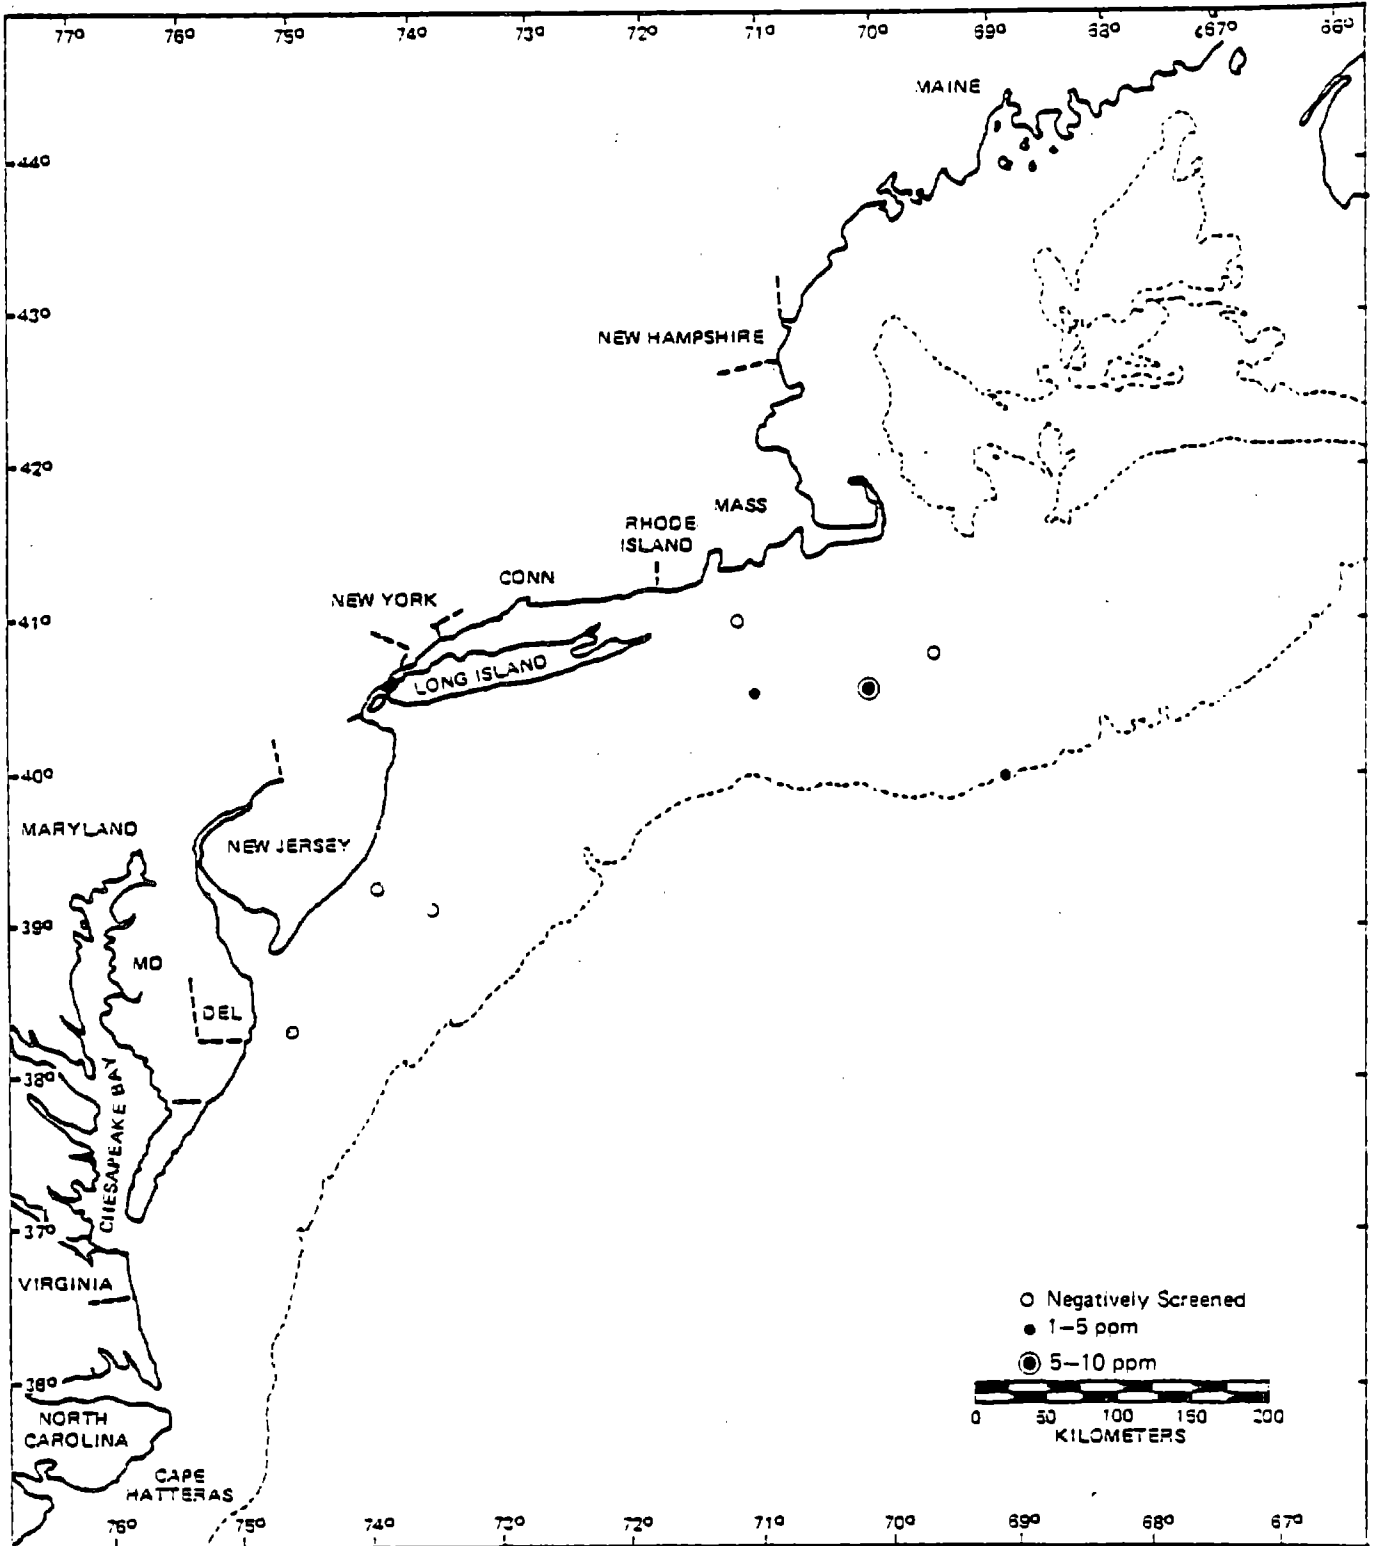 77° 76° 75° 74° 73° 72° 71° 70° 69° 68° 67° 66°
MAINE
44°
43°
NEW HAMPSHIRE
42°
MASS
RHODE
ISLAND
CONN
NEW YORK
41°
LONG ISLAND
40°
MARYLAND
NEW JERSEY
39°
MD
DEL
38°
CHESAPEAKE BAY
37°
VIRGINIA
O Negatively Screened
● 1–5 ppm
◉ 5–10 ppm
36°
0 50 100 150 200
KILOMETERS
NORTH
CAROLINA
CAPE
HATTERAS
76° 75° 74° 73° 72° 71° 70° 69° 68° 67°